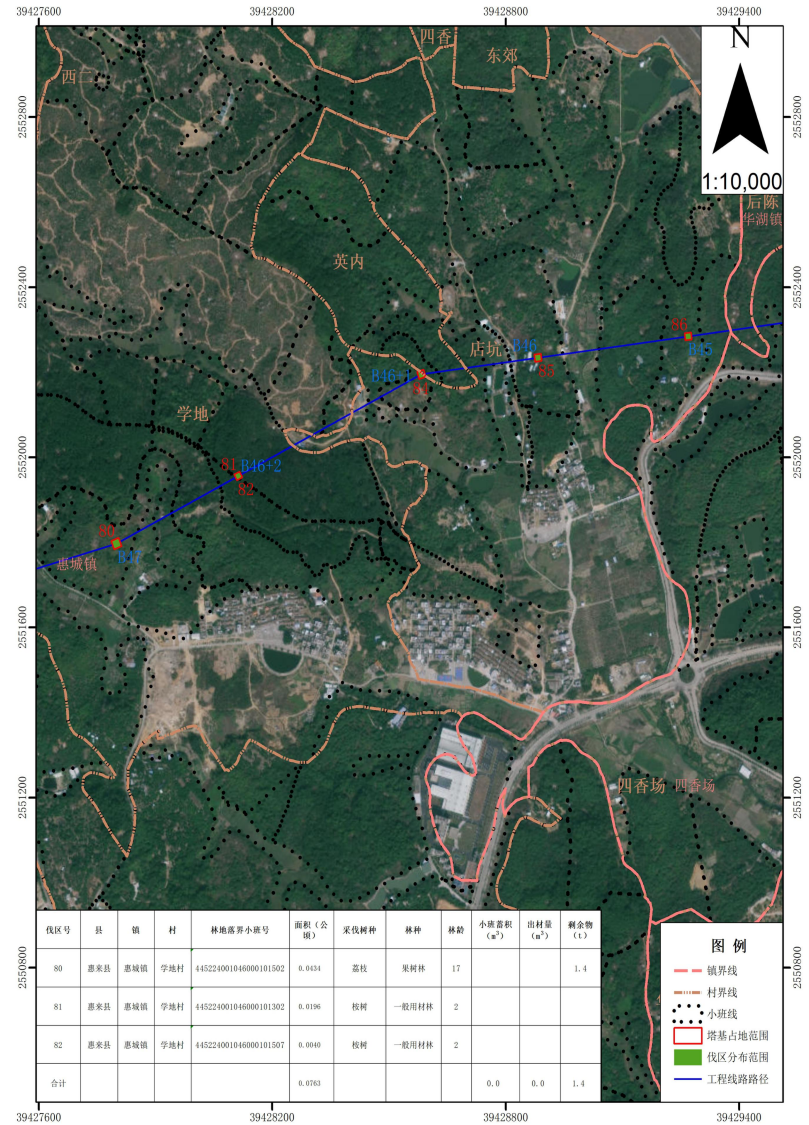 39427600 39428200 39428800 39429400
四香
东郊
西二
N
1:10,000
2552800 2552800
后陈
华湖镇
英内
2552400 2552400
86
B45
B46
店坑
85
B46+1
84
学地
2552000 2552000
81 B46+2
82
80
惠城镇
2551600 2551600
2551200 2551200
四香场 四香场
伐区号 县 镇 村 林地落界小班号 面积（公顷） 采伐树种 林种 林龄 小班蓄积（m³） 出材量（m³） 剩余物（t）
80 惠来县 惠城镇 学地村 445224001046000101502 0.0434 荔枝 果树林 17 1.4
81 惠来县 惠城镇 学地村 445224001046000101302 0.0196 桉树 一般用材林 2
82 惠来县 惠城镇 学地村 445224001046000101507 0.0040 桉树 一般用材林 2
合计 0.0763 0.0 0.0 1.4
2550800 2550800
图 例
镇界线
村界线
小班线
塔基占地范围
伐区分布范围
工程线路路径
39427600 39428200 39428800 39429400